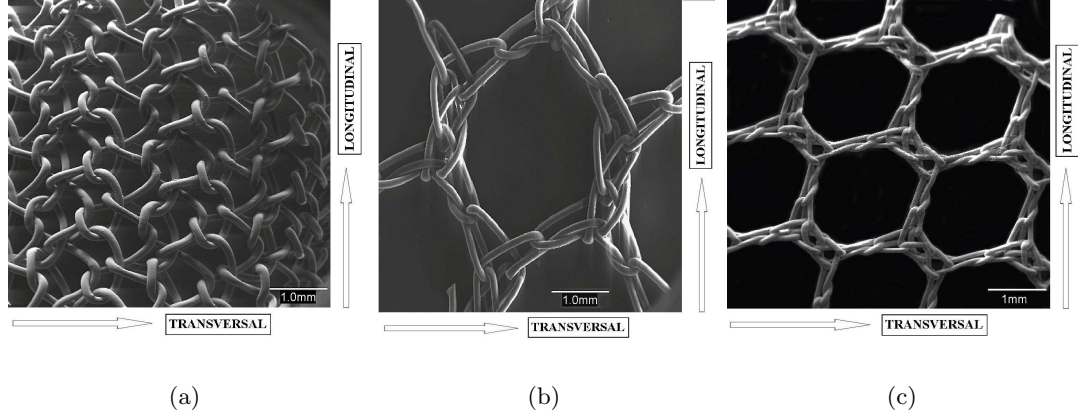 LONGITUDINAL
1.0mm
TRANSVERSAL
(a)
LONGITUDINAL
1.0mm
TRANSVERSAL
(b)
LONGITUDINAL
1mm
TRANSVERSAL
(c)